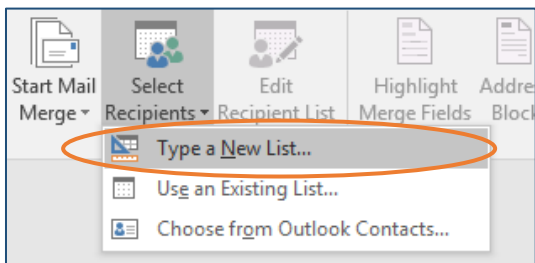 Start Mail Select Edit Highlight
Merge Recipients Recipient List Merge Fields Block
Type a New List...
Use an Existing List...
Choose from Outlook Contacts...